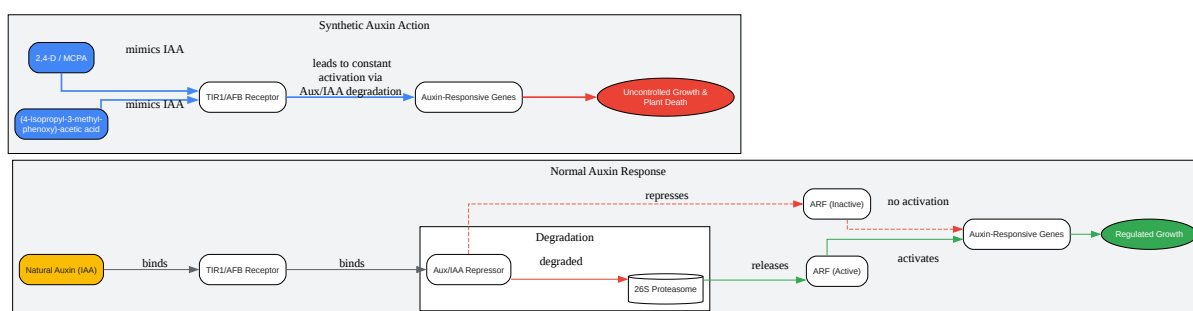 Synthetic Auxin Action
2,4-D / MCPA
mimics IAA
(4-Isopropyl-3-methyl-
phenoxy)-acetic acid
mimics IAA
TIR1/AFB Receptor
leads to constant
activation via
Aux/IAA degradation
Auxin-Responsive Genes
Uncontrolled Growth &
Plant Death
Normal Auxin Response
Natural Auxin (IAA)
binds
TIR1/AFB Receptor
binds
Degradation
Aux/IAA Repressor
degraded
26S Proteasome
represses
ARF (Inactive)
no activation
releases
ARF (Active)
activates
Auxin-Responsive Genes
Regulated Growth